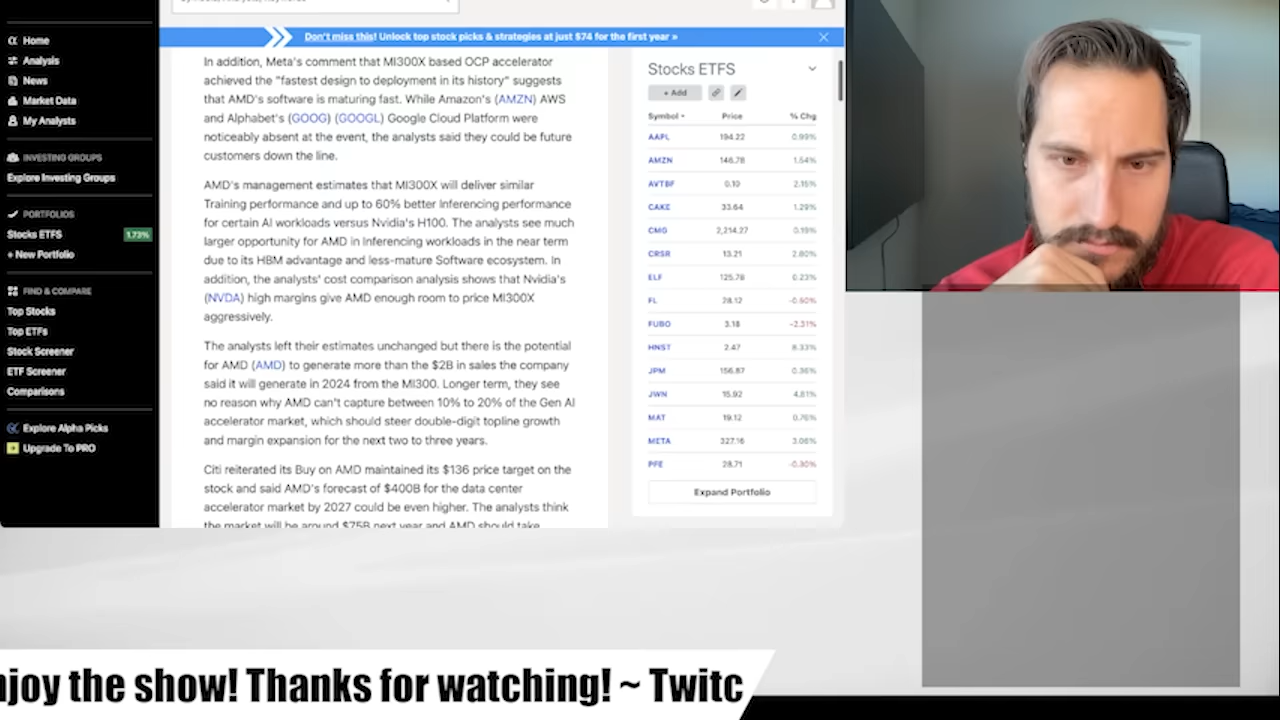 Home
Analysis
News
Market Data
My Analysts
INVESTING GROUPS
Explore Investing Groups
PORTFOLIOS
Stocks ETFS 1.73%
+ New Portfolio
FIND & COMPARE
Top Stocks
Top ETFs
Stock Screener
ETF Screener
Comparisons
Explore Alpha Picks
Upgrade To PRO
Don't miss this! Unlock top stock picks & strategies at just $74 for the first year »
In addition, Meta's comment that MI300X based OCP accelerator
achieved the "fastest design to deployment in its history" suggests
that AMD's software is maturing fast. While Amazon's (AMZN) AWS
and Alphabet's (GOOG) (GOOGL) Google Cloud Platform were
noticeably absent at the event, the analysts said they could be future
customers down the line.
AMD's management estimates that MI300X will deliver similar
Training performance and up to 60% better Inferencing performance
for certain AI workloads versus Nvidia's H100. The analysts see much
larger opportunity for AMD in Inferencing workloads in the near term
due to its HBM advantage and less-mature Software ecosystem. In
addition, the analysts' cost comparison analysis shows that Nvidia's
(NVDA) high margins give AMD enough room to price MI300X
aggressively.
The analysts left their estimates unchanged but there is the potential
for AMD (AMD) to generate more than the $2B in sales the company
said it will generate in 2024 from the MI300. Longer term, they see
no reason why AMD can't capture between 10% to 20% of the Gen AI
accelerator market, which should steer double-digit topline growth
and margin expansion for the next two to three years.
Citi reiterated its Buy on AMD maintained its $136 price target on the
stock and said AMD's forecast of $400B for the data center
accelerator market by 2027 could be even higher. The analysts think
the market will be around $75B next year and AMD should take
Stocks ETFS
+ Add
Symbol Price % Chg
AAPL 194.22 0.99%
AMZN 146.78 1.54%
AVTBF 0.10 2.15%
CAKE 33.64 1.29%
CMG 2,214.27 0.19%
CRSR 13.21 2.80%
ELF 125.78 0.23%
FL 28.12 -0.60%
FUBO 3.18 -2.31%
HNST 2.47 8.33%
JPM 156.87 0.36%
JWN 15.92 4.81%
MAT 19.12 0.76%
META 327.16 3.06%
PFE 28.71 -0.30%
Expand Portfolio
njoy the show! Thanks for watching! ~ Twitc